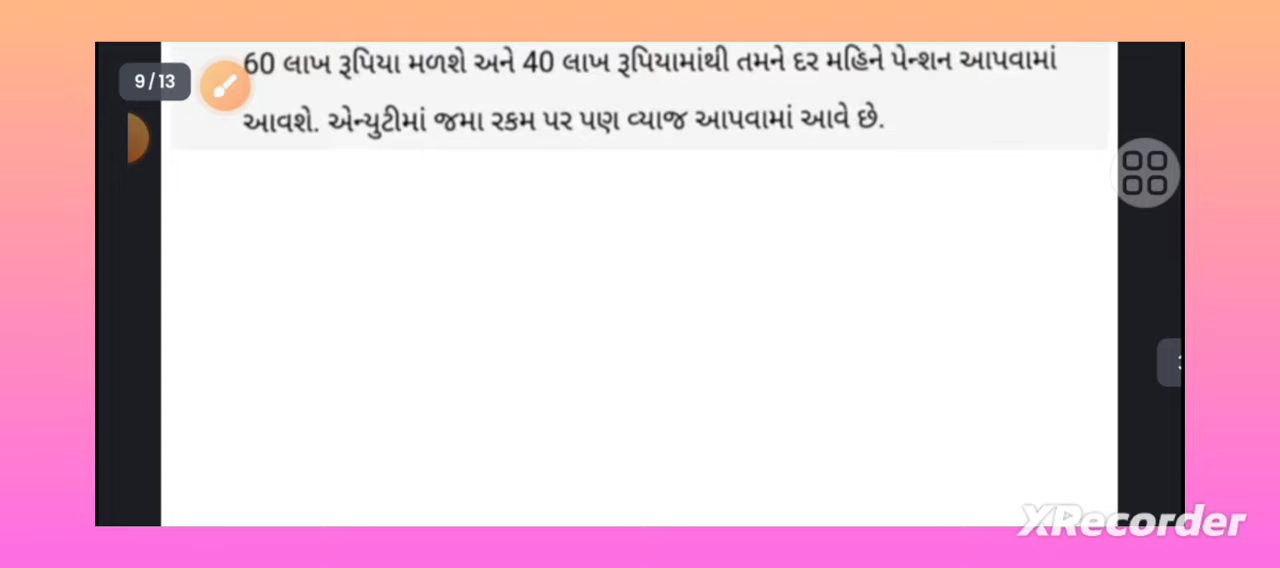 60 લાખ રૂપિયા મળશે અને 40 લાખ રૂપિયામાંથી તમને દર મહિને પેન્શન આપવામાં
9/13
આવશે. એન્યુટીમાં જમા રકમ પર પણ વ્યાજ આપવામાં આવે છે.
XRecorder